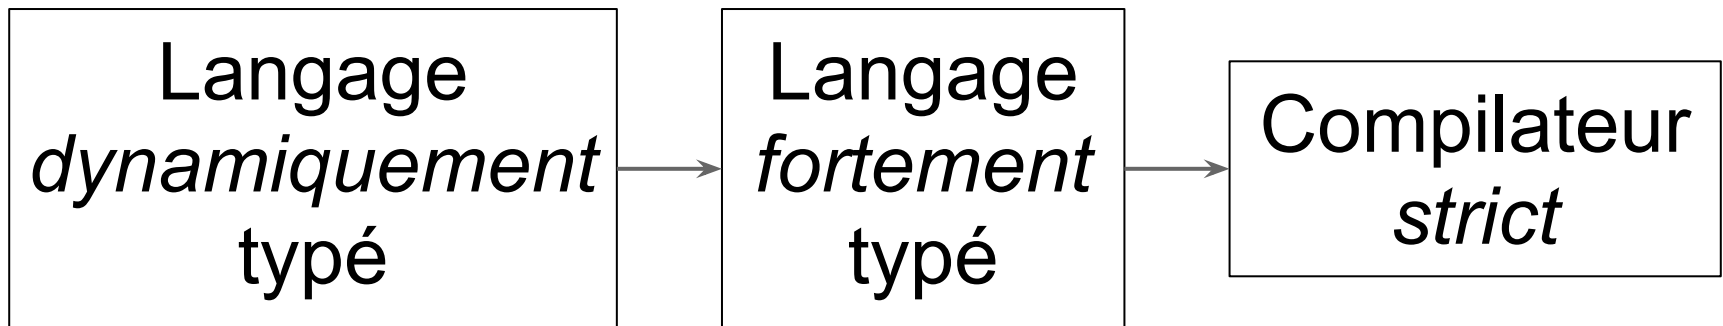 Langage
dynamiquement
typé
Langage
fortement
typé
Compilateur
strict